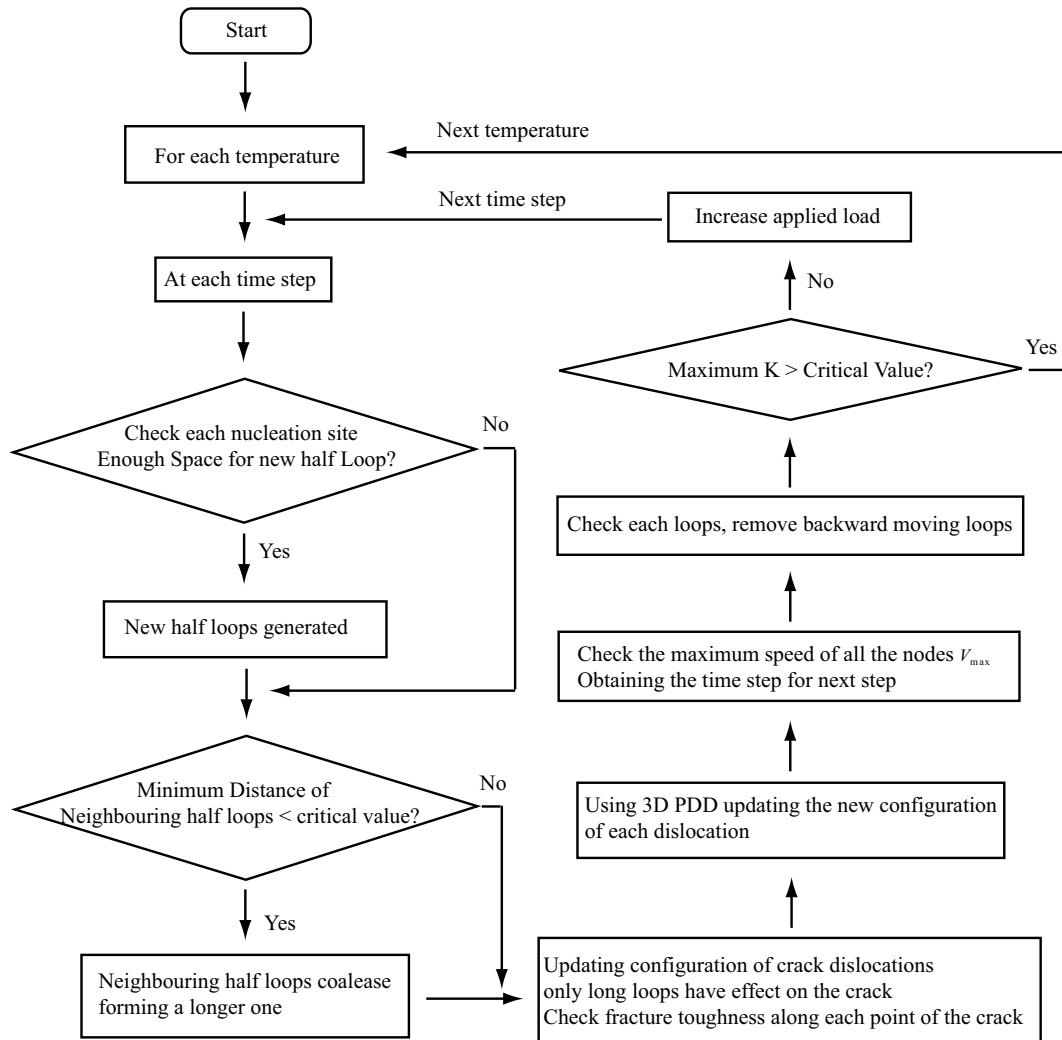 Start
For each temperature
Next temperature
Next time step
Increase applied load
At each time step
No
Yes
Maximum K > Critical Value?
Check each nucleation site
Enough Space for new half Loop?
No
Yes
New half loops generated
Check each loops, remove backward moving loops
Check the maximum speed of all the nodes Vmax
Obtaining the time step for next step
Minimum Distance of
Neighbouring half loops < critical value?
No
Yes
Using 3D PDD updating the new configuration
of each dislocation
Neighbouring half loops coalease
forming a longer one
Updating configuration of crack dislocations
only long loops have effect on the crack
Check fracture toughness along each point of the crack